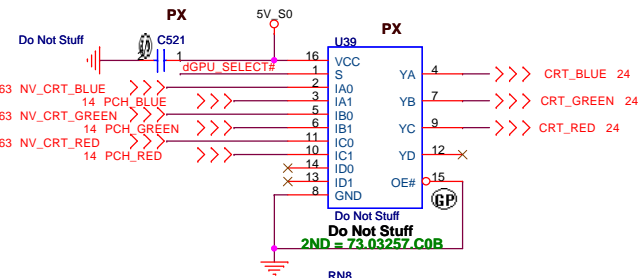 PX
5V_S0
PX
Do Not Stuff
C521
U39
GP
2
1
dGPU_SELECT#
16 VCC
1 S
63 NV_CRT_BLUE
2 IA0
YA 4
CRT_BLUE 24
14 PCH_BLUE
3 IA1
YB 7
CRT_GREEN 24
63 NV_CRT_GREEN
5 IB0
14 PCH_GREEN
6 IB1
YC 9
CRT_RED 24
63 NV_CRT_RED
11 IC0
14 PCH_RED
10 IC1
YD 12
14 ID0
13 ID1
OE# 15
8 GND
GP
Do Not Stuff
Do Not Stuff
2ND = 73.03257.C0B
RN8